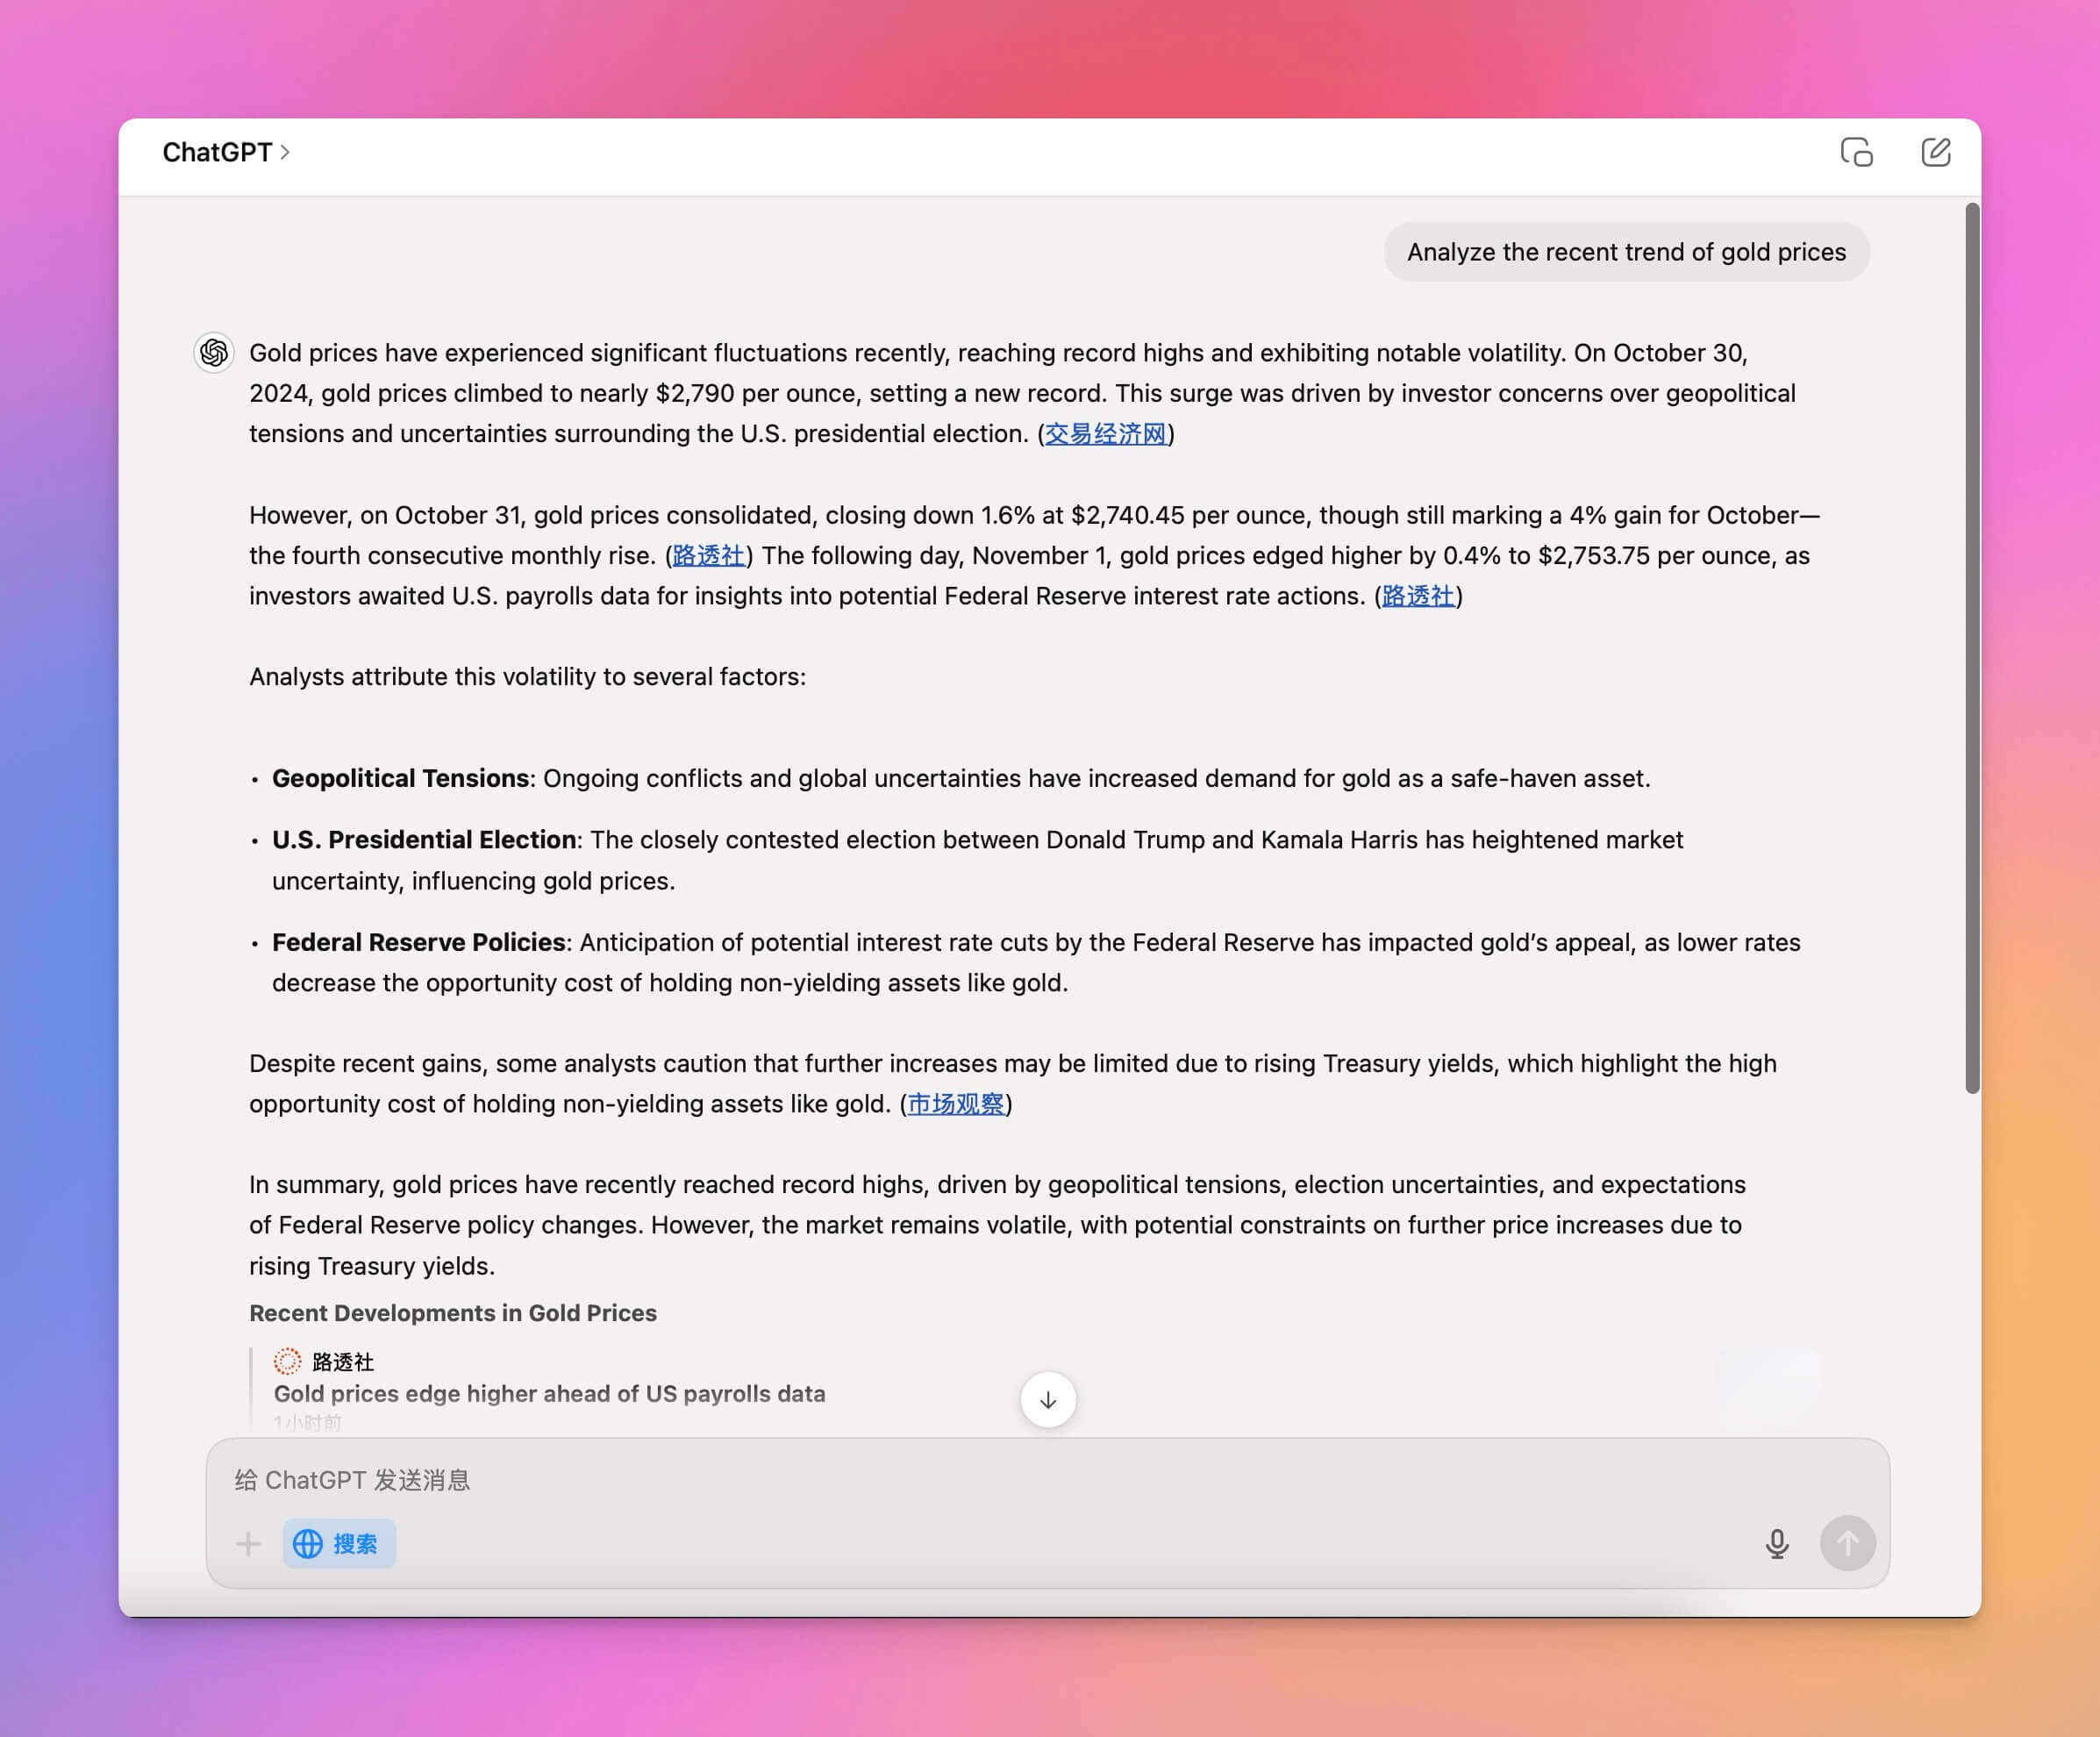 ChatGPT
Analyze the recent trend of gold prices
Gold prices have experienced significant fluctuations recently, reaching record highs and exhibiting notable volatility. On October 30,
2024, gold prices climbed to nearly $2,790 per ounce, setting a new record. This surge was driven by investor concerns over geopolitical
tensions and uncertainties surrounding the U.S. presidential election. (交易经济网)
However, on October 31, gold prices consolidated, closing down 1.6% at $2,740.45 per ounce, though still marking a 4% gain for October—
the fourth consecutive monthly rise. (路透社) The following day, November 1, gold prices edged higher by 0.4% to $2,753.75 per ounce, as
investors awaited U.S. payrolls data for insights into potential Federal Reserve interest rate actions. (路透社)
Analysts attribute this volatility to several factors:
• Geopolitical Tensions: Ongoing conflicts and global uncertainties have increased demand for gold as a safe-haven asset.
• U.S. Presidential Election: The closely contested election between Donald Trump and Kamala Harris has heightened market
uncertainty, influencing gold prices.
• Federal Reserve Policies: Anticipation of potential interest rate cuts by the Federal Reserve has impacted gold’s appeal, as lower rates
decrease the opportunity cost of holding non-yielding assets like gold.
Despite recent gains, some analysts caution that further increases may be limited due to rising Treasury yields, which highlight the high
opportunity cost of holding non-yielding assets like gold. (市场观察)
In summary, gold prices have recently reached record highs, driven by geopolitical tensions, election uncertainties, and expectations
of Federal Reserve policy changes. However, the market remains volatile, with potential constraints on further price increases due to
rising Treasury yields.
Recent Developments in Gold Prices
路透社
Gold prices edge higher ahead of US payrolls data
1小时前
给 ChatGPT 发送消息
搜索